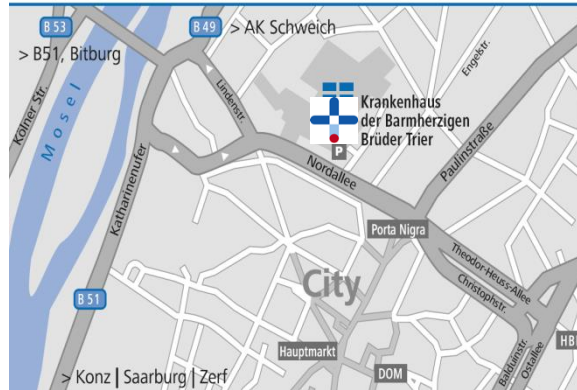 B 53
B 49
> AK Schweich
> B51, Bitburg
Kölner Str.
Mosel
Lindenstr.
Engelstr.
Krankenhaus
der Barmherzigen
Brüder Trier
P
Paulinstraße
Nordallee
Katharinenufer
Porta Nigra
Theodor-Heuss-Allee
Christophstr.
City
B 51
Hauptmarkt
DOM
Balduinstr.
Ostallee
HB
> Konz | Saarburg | Zerf